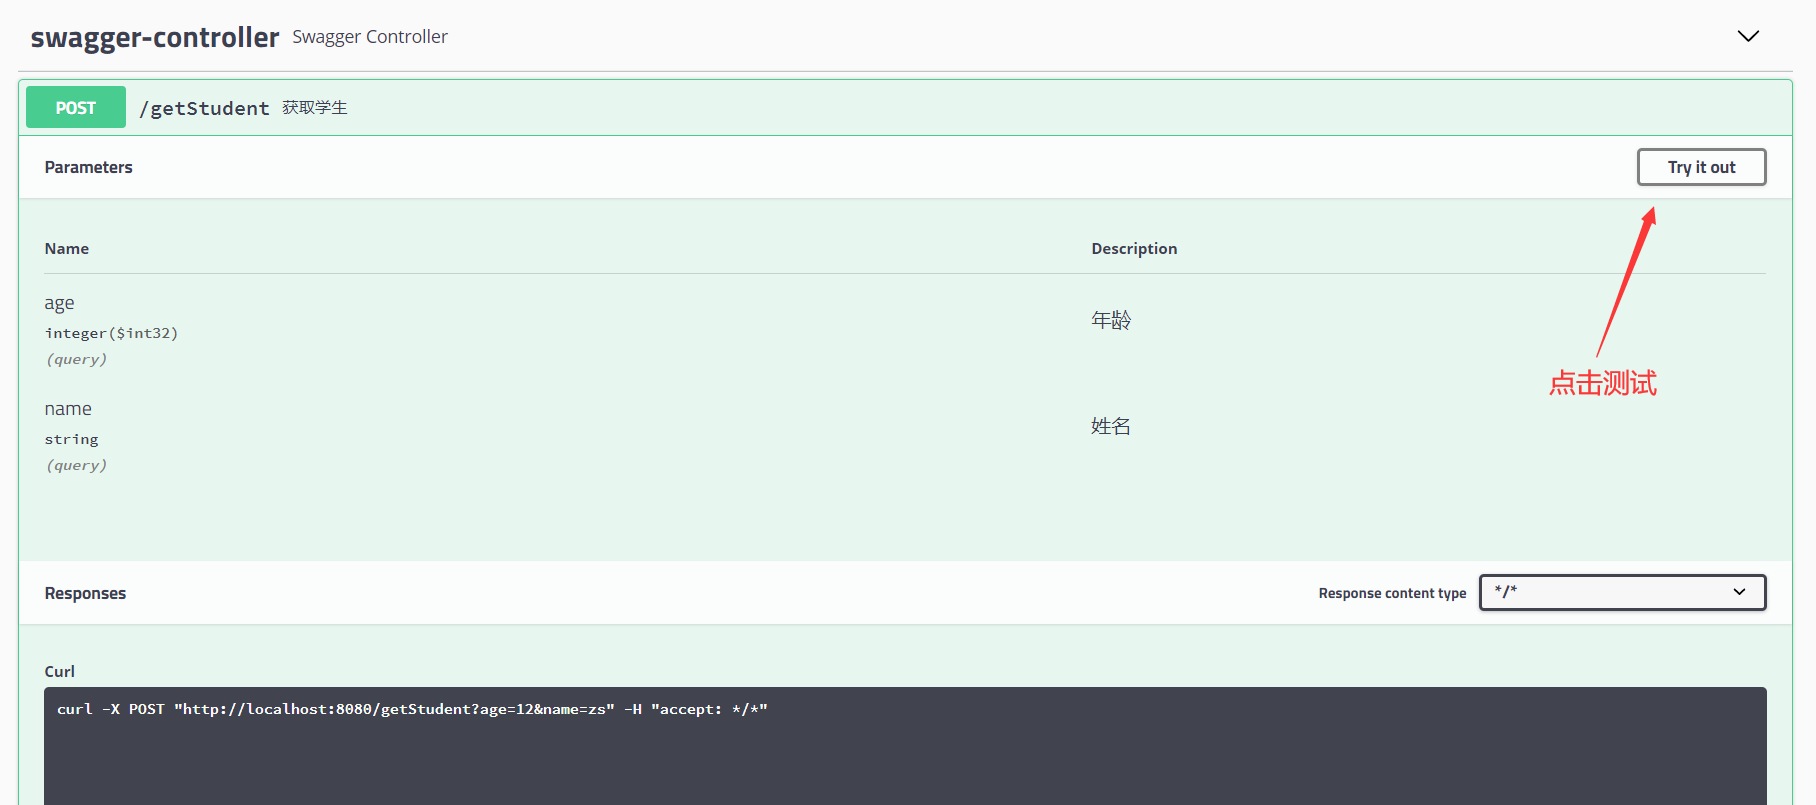 swagger-controller Swagger Controller
POST /getStudent 获取学生
Parameters
Try it out
Name
Description
age
integer($int32)
(query)
年龄
点击测试
name
string
(query)
姓名
Responses
Response content type
*/*
Curl
curl -X POST "http://localhost:8080/getStudent?age=12&name=zs" -H "accept: */*"